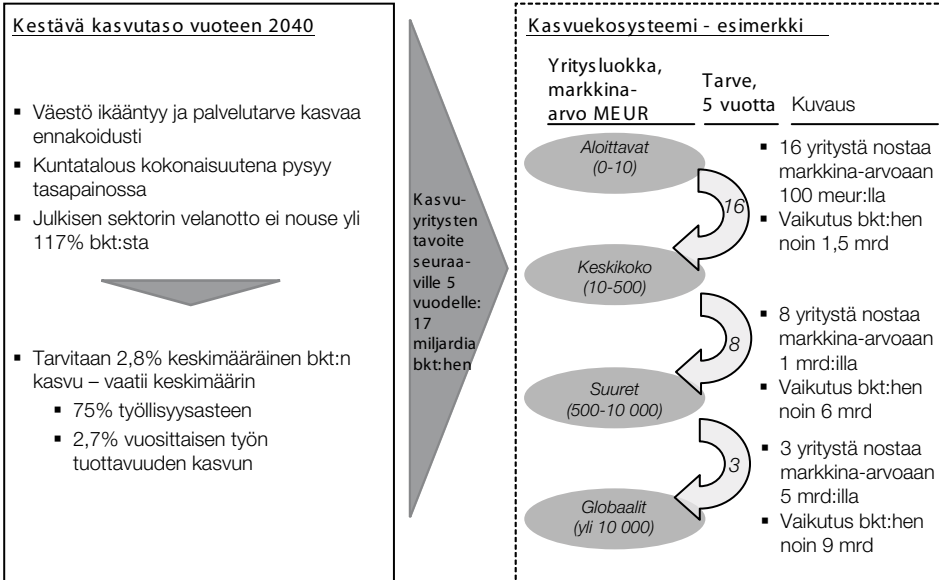 Kestävä kasvutaso vuoteen 2040
▪ Väestö ikääntyy ja palvelutarve kasvaa
ennakoidusti
▪ Kuntatalous kokonaisuutena pysyy
tasapainossa
▪ Julkisen sektorin velanotto ei nouse yli
117% bkt:sta
▪ Tarvitaan 2,8% keskimääräinen bkt:n
kasvu – vaatii keskimäärin
▪ 75% työllisyysasteen
▪ 2,7% vuosittaisen työn
tuottavuuden kasvun
Kasvu-
yritysten
tavoite
seuraa-
ville 5
vuodelle:
17
miljardia
bkt:hen
Kasvuekosysteemi - esimerkki
Yritysluokka,
markkina-
arvo MEUR
Tarve,
5 vuotta
Kuvaus
Aloittavat
(0-10)
16
▪ 16 yritystä nostaa
markkina-arvoaan
100 meur:lla
▪ Vaikutus bkt:hen
noin 1,5 mrd
Keskikoko
(10-500)
8
▪ 8 yritystä nostaa
markkina-arvoaan
1 mrd:illa
▪ Vaikutus bkt:hen
noin 6 mrd
Suuret
(500-10 000)
3
▪ 3 yritystä nostaa
markkina-arvoaan
5 mrd:illa
▪ Vaikutus bkt:hen
noin 9 mrd
Globaalit
(yli 10 000)